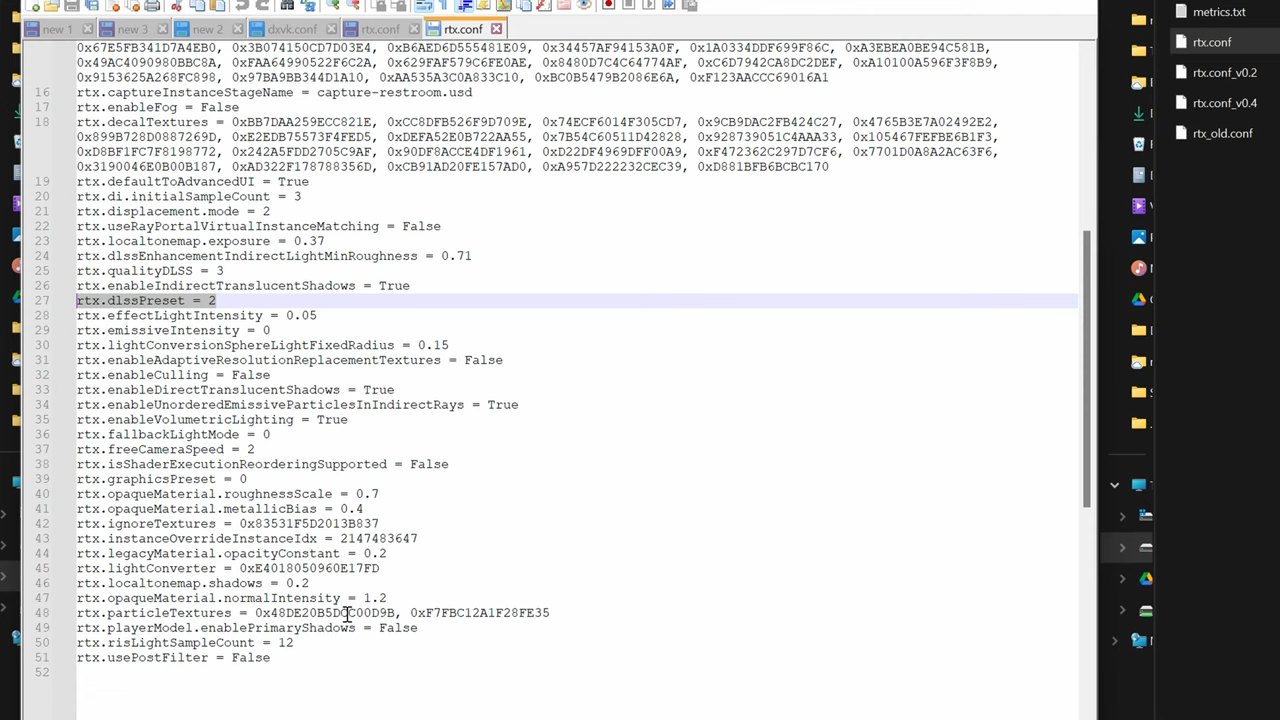 new 1
new 3
new 2
dxvk.conf
rtx.conf
rtx.conf
0x67E5FB341D7A4EB0, 0x3B074150CD7D03E4, 0xB6AED6D555481E09, 0x34457AF94153A0F, 0x1A0334DDF699F86C, 0xA3EBEA0BE94C581B,
0x49AC4090980BBC8A, 0xFAA64990522F6C2A, 0x629FAF579C6FE0AE, 0x8480D7C4C74FE7E0, 0xC6D7942CA8DC2DEF, 0xA10100A596F3F8B9,
0x9153625A268FC898, 0x97BA9BB344D1A10, 0xAA535A3C0A833C10, 0xBC0B5479B2086E6A, 0xF123AACCC69016A1
16 rtx.captureInstanceStageName = capture-restroom.usd
17 rtx.enableFog = False
18 rtx.decalTextures = 0xBB7DAA259ECC821E, 0xCC8DFB526F9D709E, 0x74ECF6014F305CD7, 0x9CB9DAC2FB424C27, 0x4765B3E7A02492E2,
0x899B728D0887269D, 0xE2EDB75573F4FED5, 0xDEFA52E0B722AA55, 0x7B54C60511D42828, 0x928739051C4AAA33, 0x105467FEFBE6B1F3,
0xD8BF1FC7F8198772, 0x242A5FDD2705C9AF, 0x90DF8ACCE4DF1961, 0xD22DF4969DFF00A9, 0xF472362C297D7CF6, 0x7701D0A8A2AC63F6,
0x3190046E0B00B187, 0xAD322F178788356D, 0xCB91AD20FE157AD0, 0xA957D222232CEC39, 0xD881BFB6BCBC170
19 rtx.defaultToAdvancedUI = True
20 rtx.di.initialSampleCount = 3
21 rtx.displacement.mode = 2
22 rtx.useRayPortalVirtualInstanceMatching = False
23 rtx.localtonemap.exposure = 0.37
24 rtx.dlssEnhancementIndirectLightMinRoughness = 0.71
25 rtx.qualityDLSS = 3
26 rtx.enableIndirectTranslucentShadows = True
27 rtx.dlssPreset = 2
28 rtx.effectLightIntensity = 0.05
29 rtx.emissiveIntensity = 0
30 rtx.lightConversionSphereLightFixedRadius = 0.15
31 rtx.enableAdaptiveResolutionReplacementTextures = False
32 rtx.enableCulling = False
33 rtx.enableDirectTranslucentShadows = True
34 rtx.enableUnorderedEmissiveParticlesInIndirectRays = True
35 rtx.enableVolumetricLighting = True
36 rtx.fallbackLightMode = 0
37 rtx.freeCameraSpeed = 2
38 rtx.isShaderExecutionReorderingSupported = False
39 rtx.graphicsPreset = 0
40 rtx.opaqueMaterial.roughnessScale = 0.7
41 rtx.opaqueMaterial.metallicBias = 0.4
42 rtx.ignoreTextures = 0x83531F5D2013B837
43 rtx.instanceOverrideInstanceIdx = 2147483647
44 rtx.legacyMaterial.opacityConstant = 0.2
45 rtx.lightConverter = 0xE4018050960E17FD
46 rtx.localtonemap.shadows = 0.2
47 rtx.opaqueMaterial.normalIntensity = 1.2
48 rtx.particleTextures = 0x48DE20B5DCC00D9B, 0xF7FBC12A1F28FE35
49 rtx.playerModel.enablePrimaryShadows = False
50 rtx.risLightSampleCount = 12
51 rtx.usePostFilter = False
52
metrics.txt
rtx.conf
rtx.conf_v0.2
rtx.conf_v0.4
rtx_old.conf